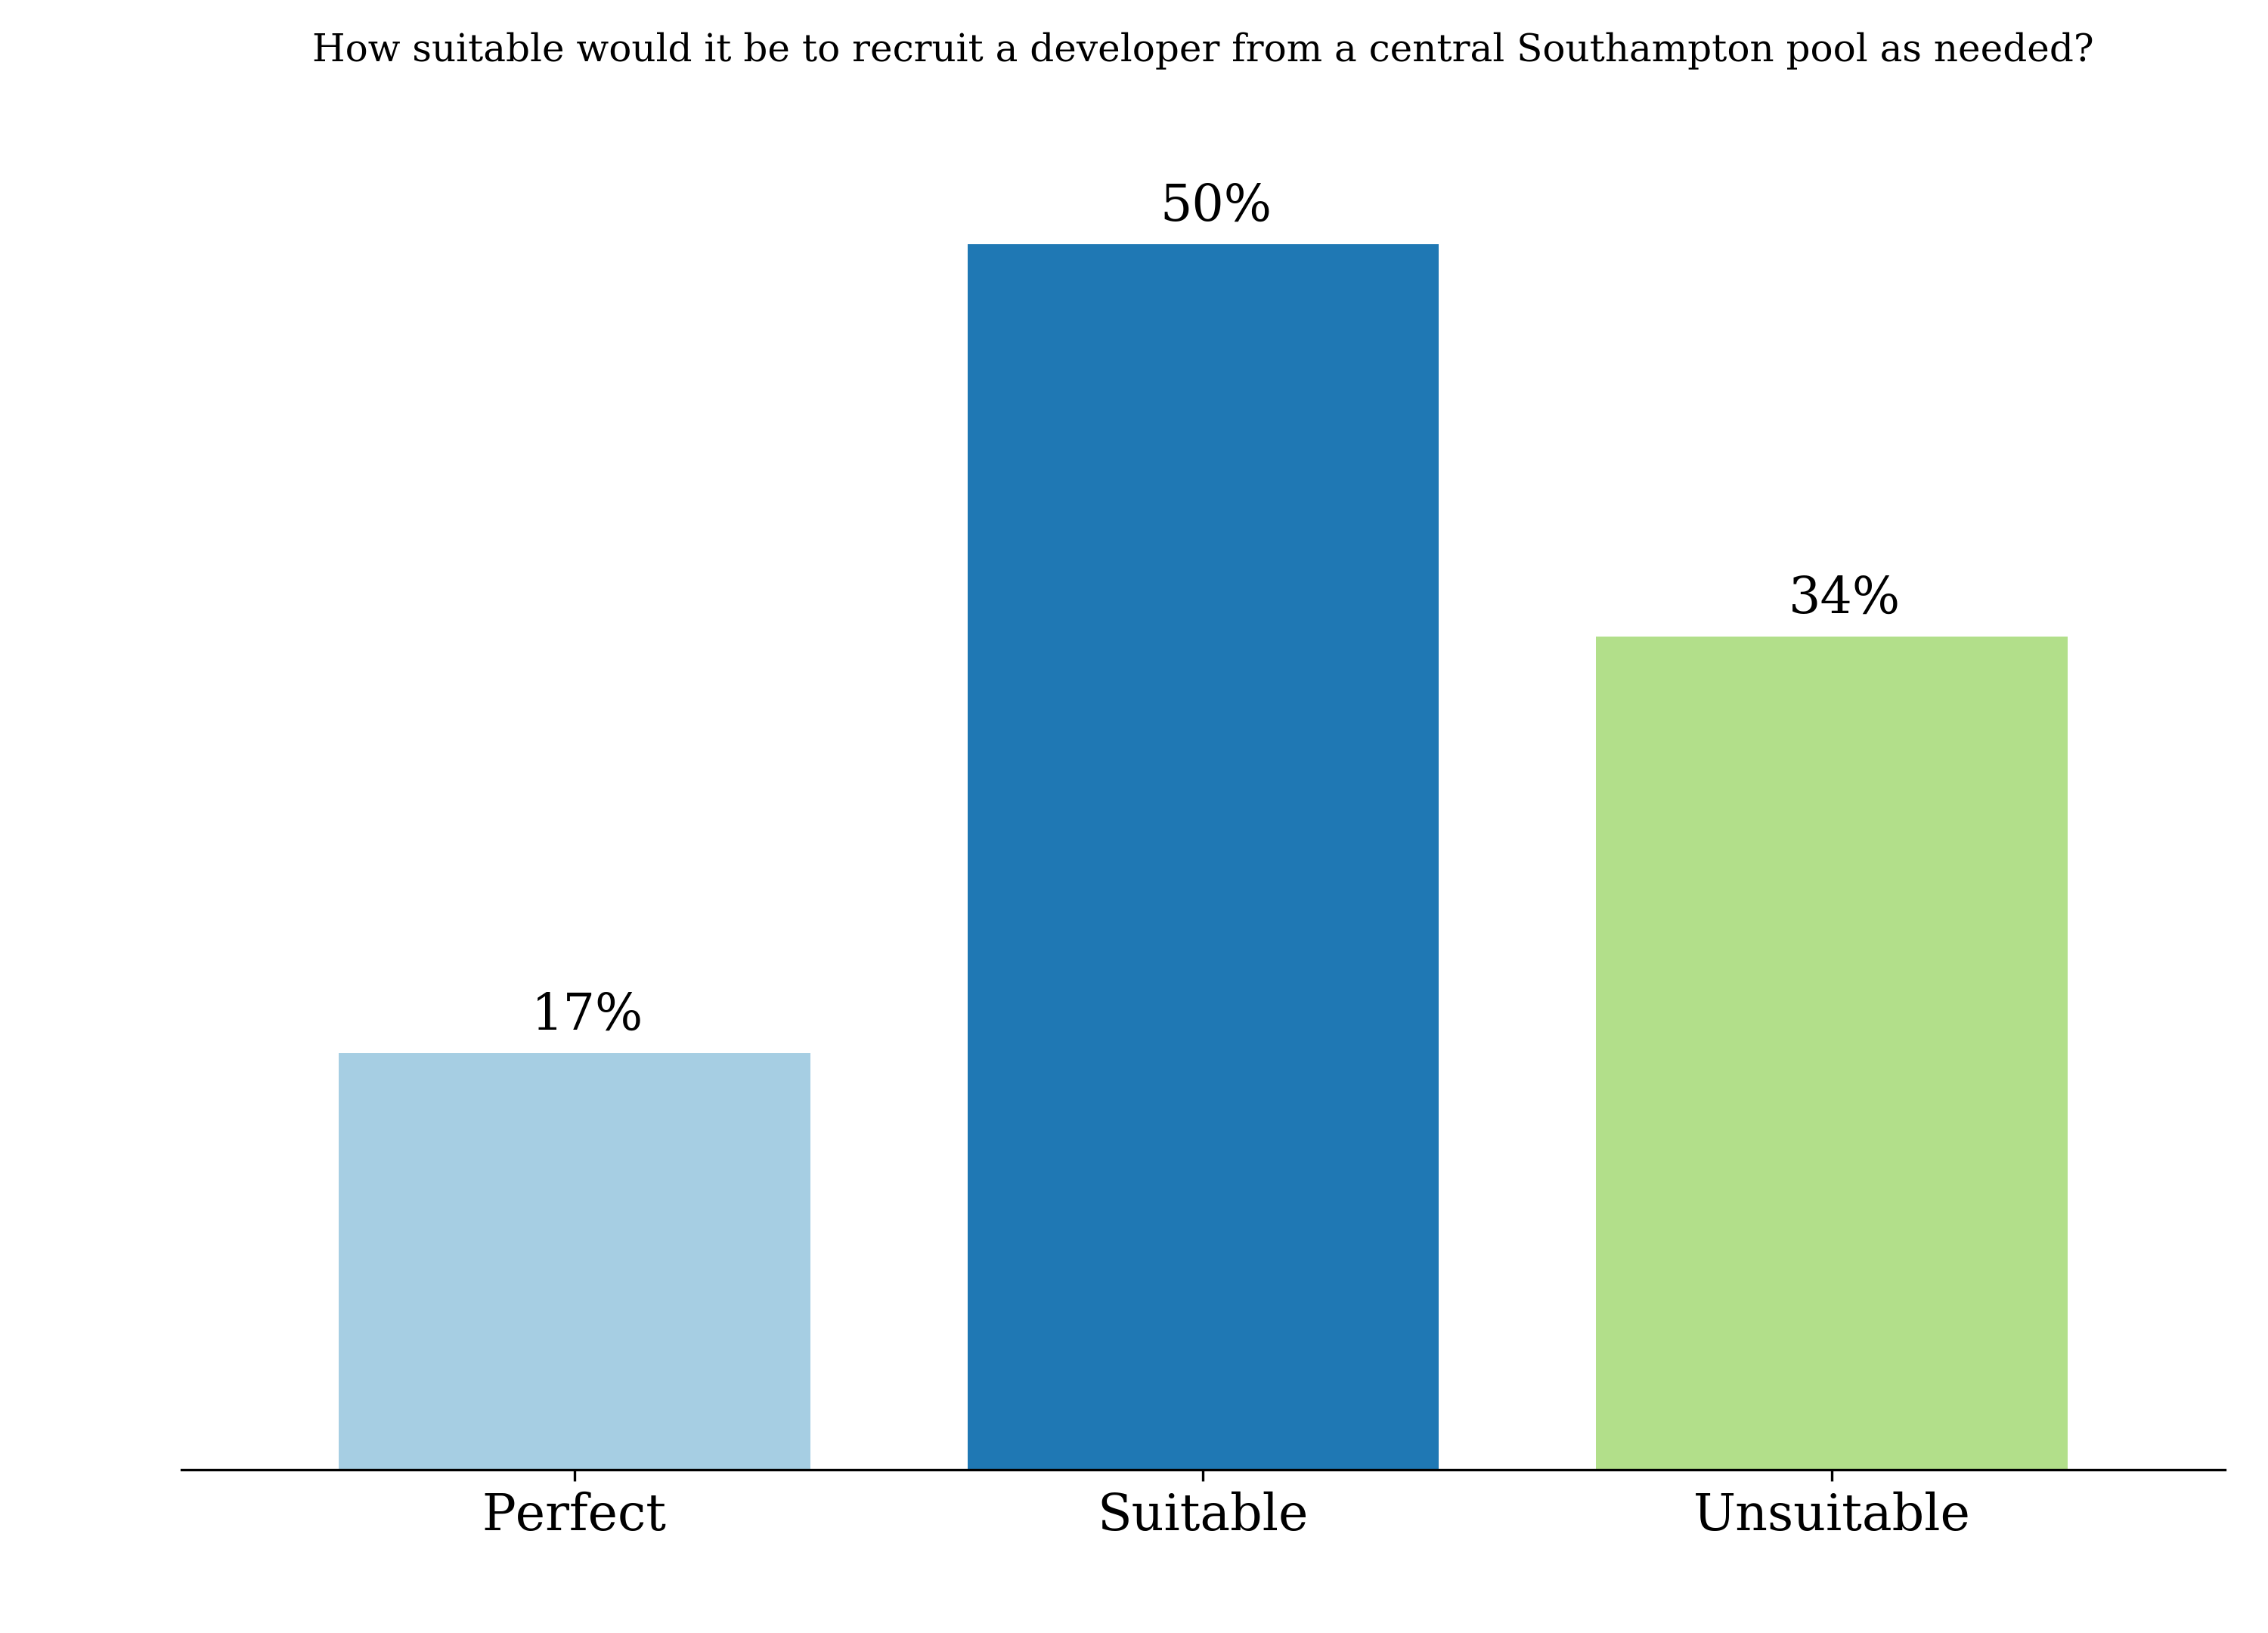 How suitable would it be to recruit a developer from a central Southampton pool as needed?
50%
34%
17%
Perfect
Suitable
Unsuitable